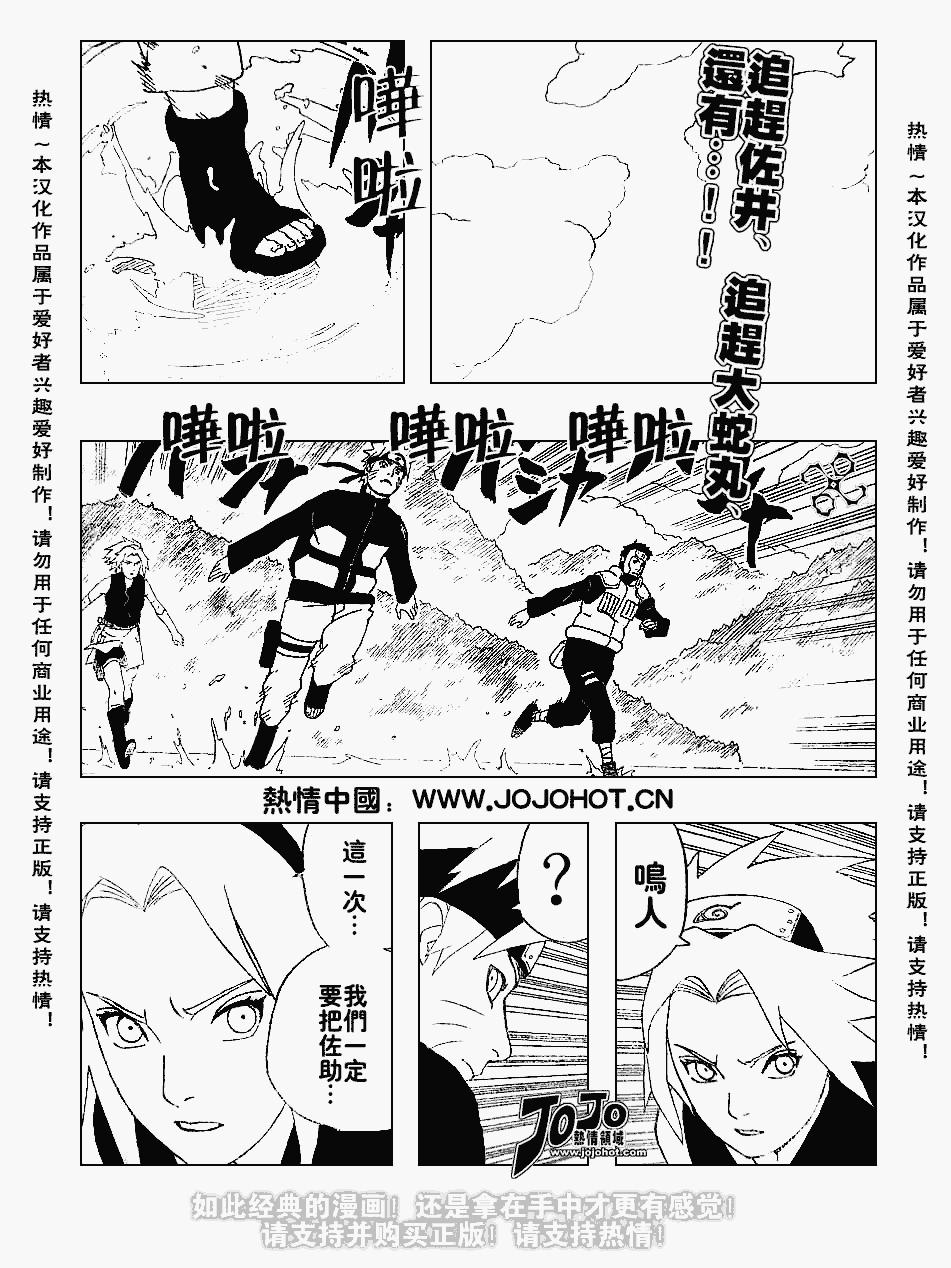 追趕佐井、
還有…！！
追趕大蛇丸、
嘩啦
嘩啦
嘩啦
嘩啦
熱情中國：WWW.JOJOHOT.CN
鳴人
？
這一次…
我們一定
要把佐助…
JOJO
熱情領域
www.jojohot.com
热情～本汉化作品属于爱好者兴趣爱好制作！请勿用于任何商业用途！请支持正版！请支持热情！
热情～本汉化作品属于爱好者兴趣爱好制作！请勿用于任何商业用途！请支持正版！请支持热情！
如此经典的漫画！还是拿在手中才更有感觉！
请支持并购买正版！请支持热情！